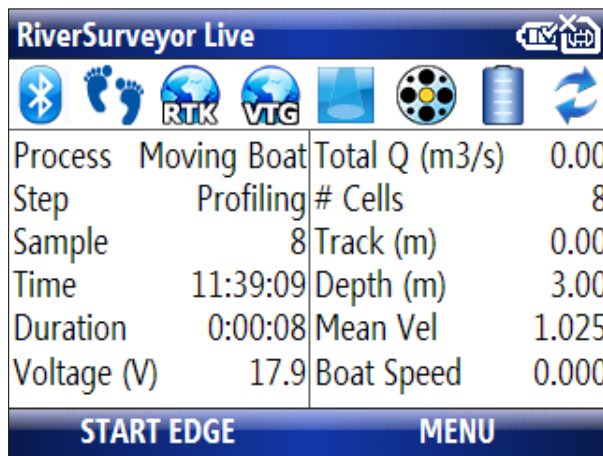 RiverSurveyor Live
RTK VTG
Process Moving Boat Total Q (m3/s) 0.00
Step Profiling # Cells 8
Sample 8 Track (m) 0.00
Time 11:39:09 Depth (m) 3.00
Duration 0:00:08 Mean Vel 1.025
Voltage (V) 17.9 Boat Speed 0.000
START EDGE MENU